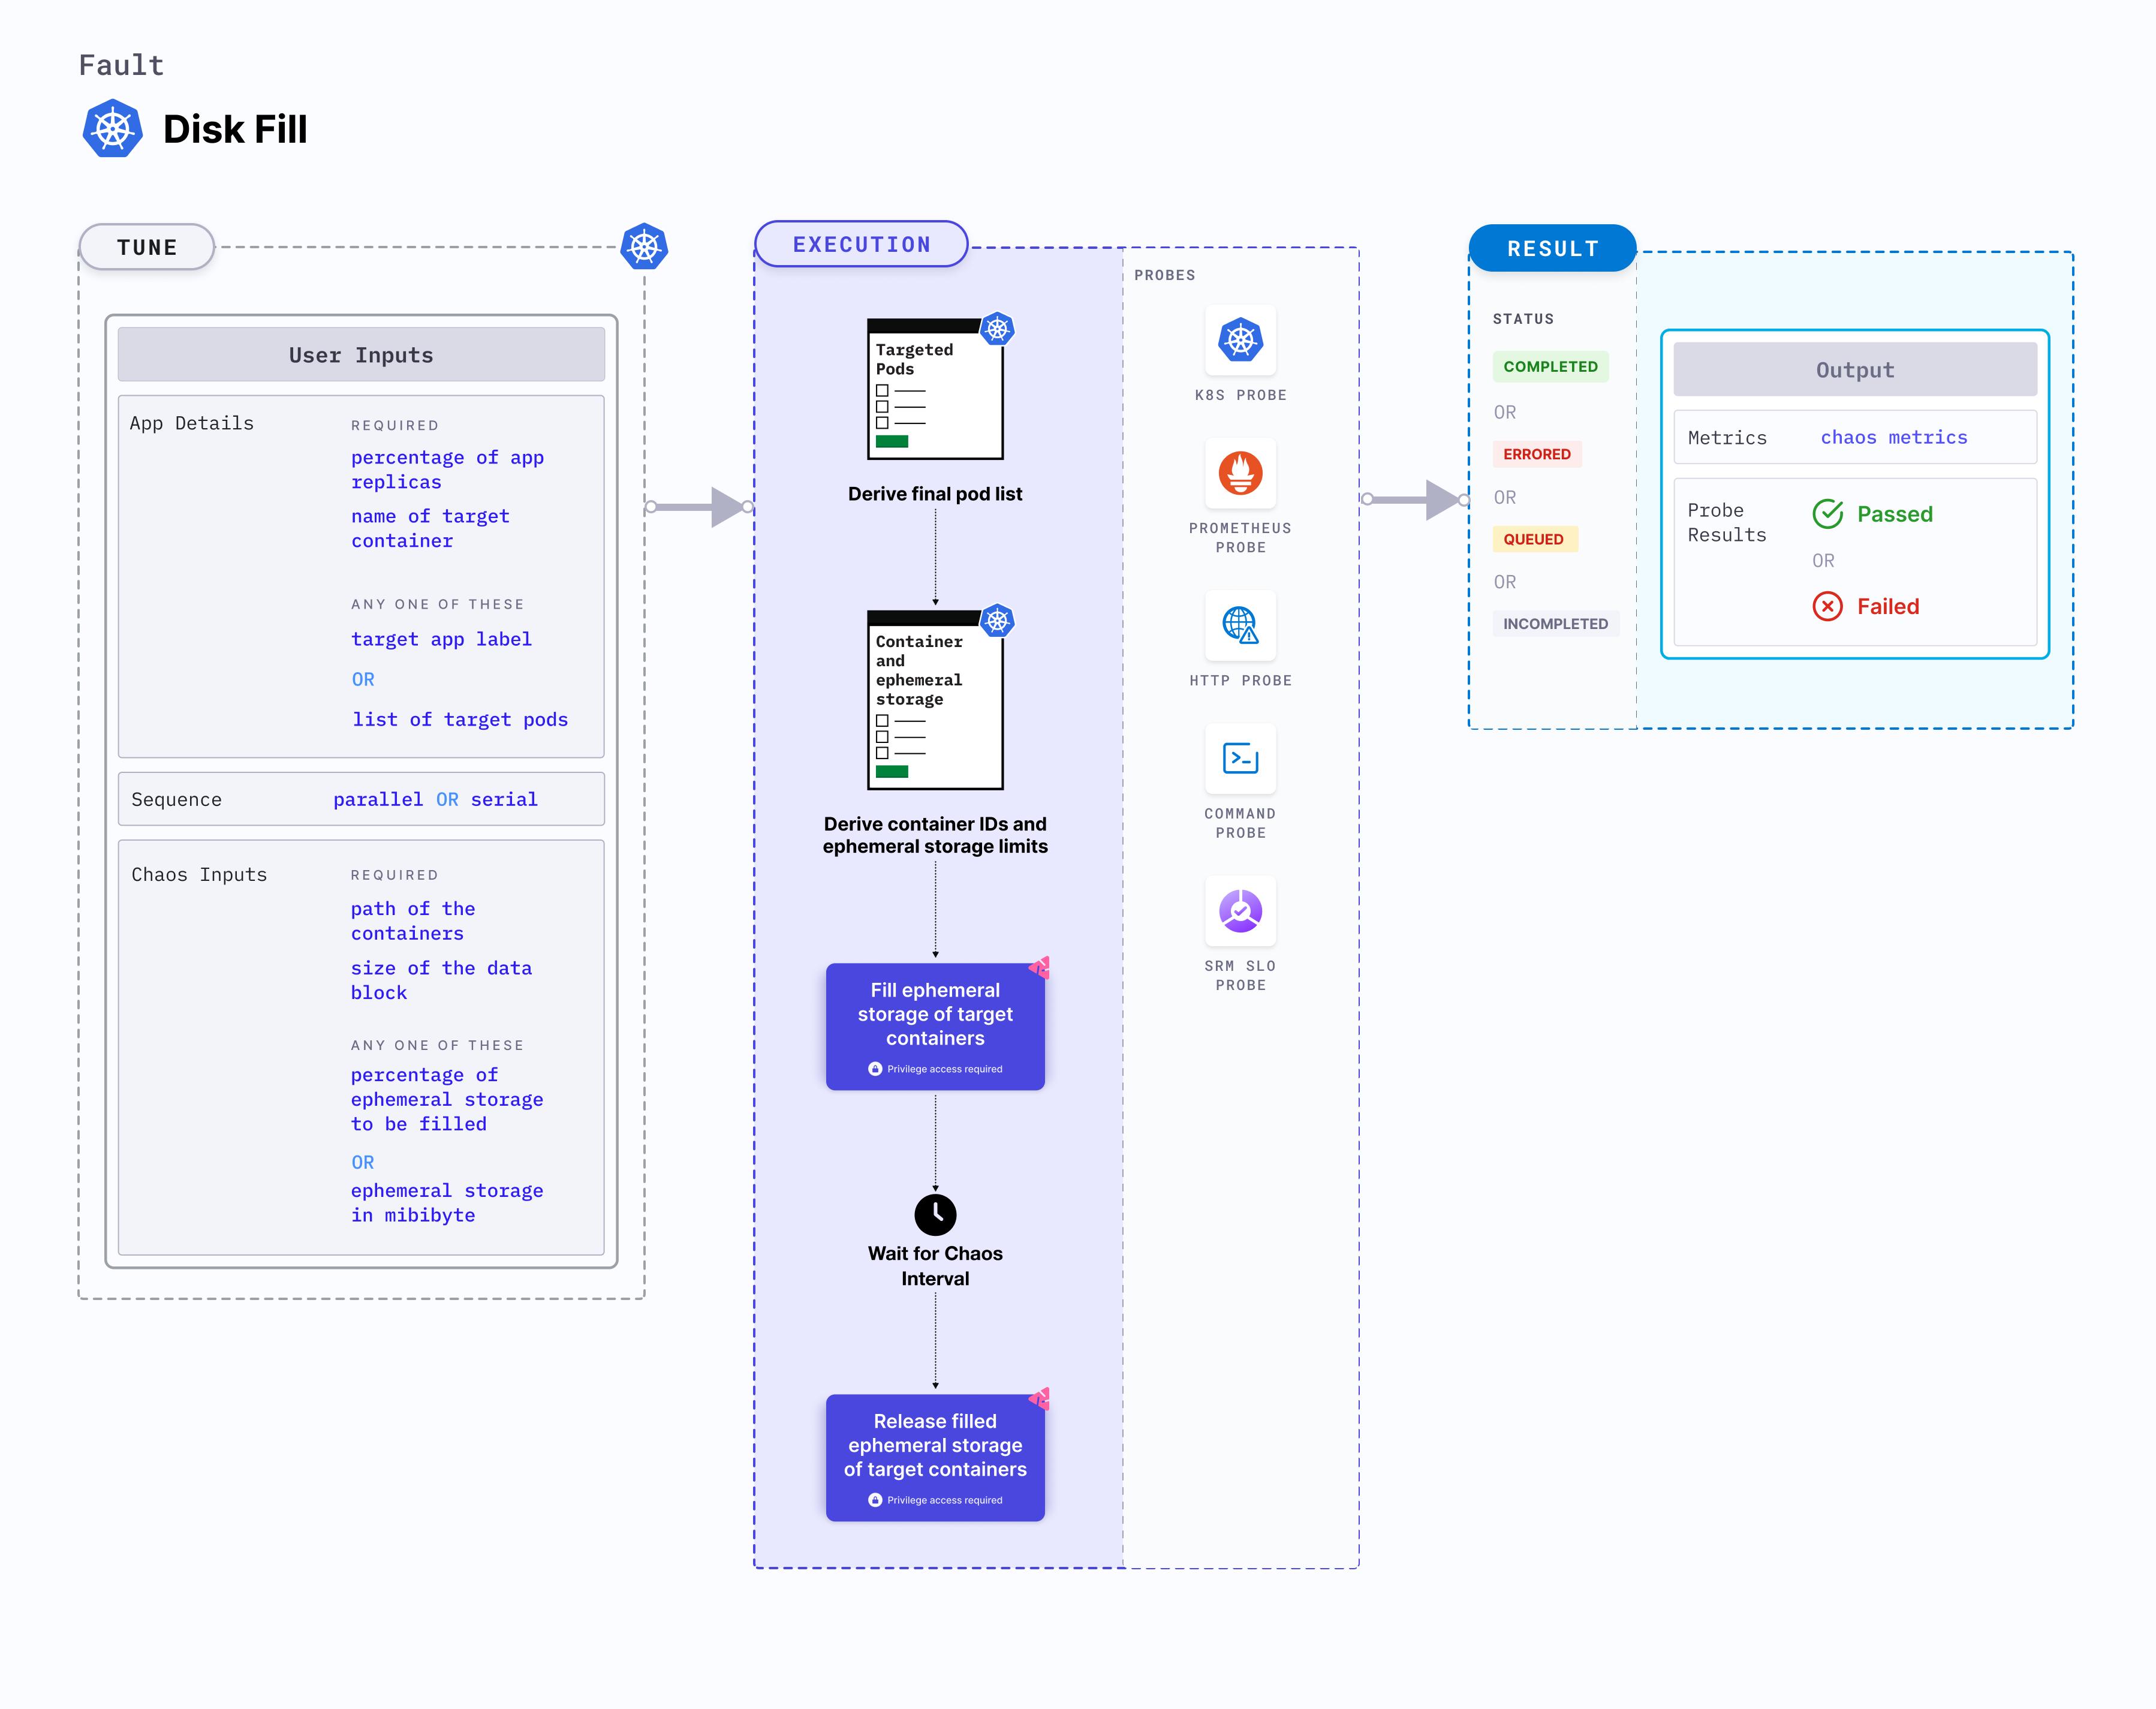 Fault
Disk Fill
TUNE
User Inputs
App Details
REQUIRED
percentage of app
replicas
name of target
container
ANY ONE OF THESE
target app label
OR
list of target pods
Sequence
parallel OR serial
Chaos Inputs
REQUIRED
path of the
containers
size of the data
block
ANY ONE OF THESE
percentage of
ephemeral storage
to be filled
OR
ephemeral storage
in mibibyte
EXECUTION
Targeted
Pods
Derive final pod list
Container
and
ephemeral
storage
Derive container IDs and
ephemeral storage limits
Fill ephemeral
storage of target
containers
Privilege access required
Wait for Chaos
Interval
Release filled
ephemeral storage
of target containers
Privilege access required
PROBES
K8S PROBE
PROMETHEUS
PROBE
HTTP PROBE
COMMAND
PROBE
SRM SLO
PROBE
RESULT
STATUS
COMPLETED
OR
ERRORED
OR
QUEUED
OR
INCOMPLETED
Output
Metrics
chaos metrics
Probe
Results
Passed
OR
Failed